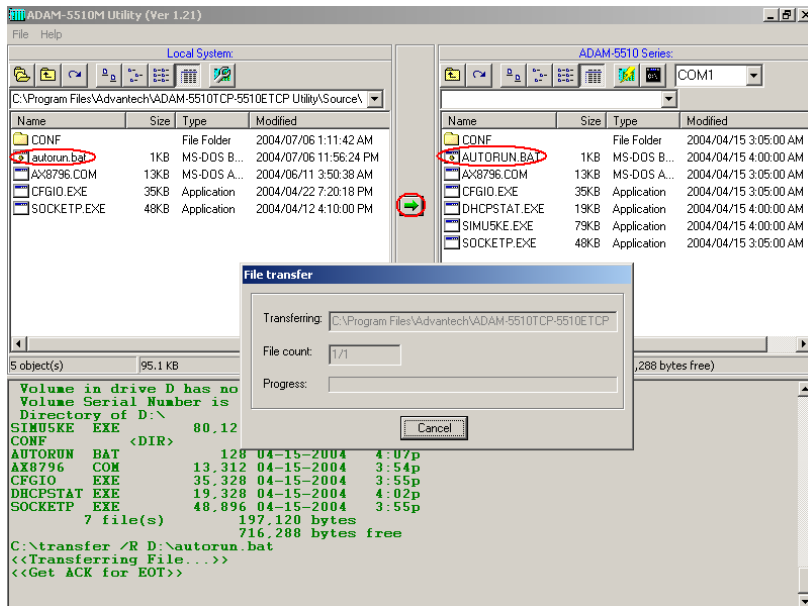 ADAM-5510M Utility (Ver 1.21)
File Help
Local System:
C:\Program Files\Advantech\ADAM-5510TCP-5510ETCP Utility\Source\
Name Size Type Modified
CONF File Folder 2004/07/06 1:11:42 AM
autorun.bat 1KB MS-DOS B... 2004/07/06 11:56:24 PM
AX8796.COM 13KB MS-DOS A... 2004/06/11 3:50:38 AM
CFGIO.EXE 35KB Application 2004/04/22 7:20:18 PM
SOCKETP.EXE 48KB Application 2004/04/12 4:10:00 PM
5 object(s) 95.1 KB
ADAM-5510 Series:
COM1
Name Size Type Modified
CONF File Folder 2004/04/15 3:05:00 AM
AUTORUN.BAT 1KB MS-DOS B... 2004/04/15 4:00:00 AM
AX8796.COM 13KB MS-DOS A... 2004/04/15 3:05:00 AM
CFGIO.EXE 35KB Application 2004/04/15 3:05:00 AM
DHCPSTAT.EXE 19KB Application 2004/04/15 4:00:00 AM
SIMU5KE.EXE 79KB Application 2004/04/15 4:00:00 AM
SOCKETP.EXE 48KB Application 2004/04/15 3:05:00 AM
,288 bytes free)
File transfer
Transferring: C:\Program Files\Advantech\ADAM-5510TCP-5510ETCP
File count: 1/1
Progress:
Cancel
Volume in drive D has no
Volume Serial Number is
Directory of D:\
SIMU5KE EXE 80,12
CONF <DIR>
AUTORUN BAT 128 04-15-2004 4:07p
AX8796 COM 13,312 04-15-2004 3:54p
CFGIO EXE 35,328 04-15-2004 3:55p
DHCPSTAT EXE 19,328 04-15-2004 4:02p
SOCKETP EXE 48,896 04-15-2004 3:55p
7 file(s) 197,120 bytes
716,288 bytes free
C:\transfer /R D:\autorun.bat
<<Transferring File...>>
<<Get ACK for EOT>>